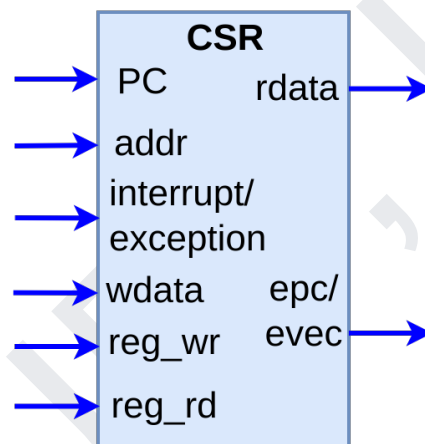 CSR
PC
rdata
addr
interrupt/
exception
wdata
epc/
reg_wr
evec
reg_rd